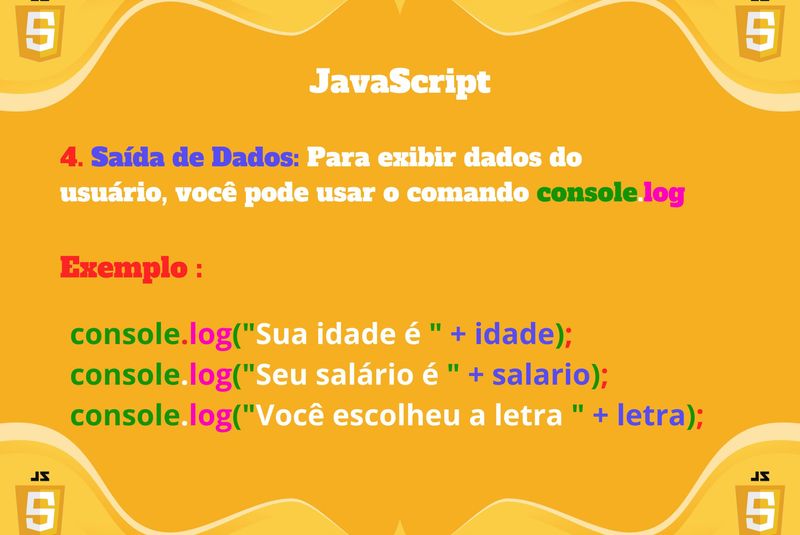 JS
JS
JavaScript
4. Saída de Dados: Para exibir dados do
usuário, você pode usar o comando console.log
Exemplo :
console.log("Sua idade é " + idade);
console.log("Seu salário é " + salario);
console.log("Você escolheu a letra " + letra);
JS
5
JS
5